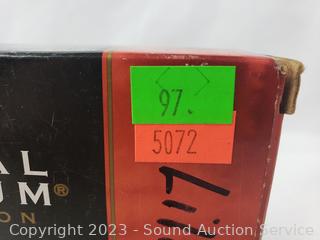 97.
5072
AL
UM®
ON
Copyright © 2023 - Sound Auction Service